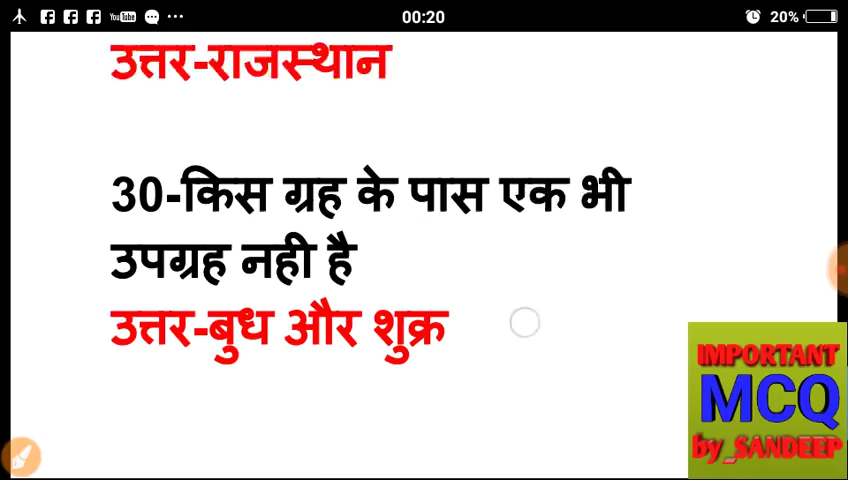 00:20
20%
उत्तर-राजस्थान
30-किस ग्रह के पास एक भी
उपग्रह नही है
उत्तर-बुध और शुक्र
IMPORTANT
MCQ
by_SANDEEP